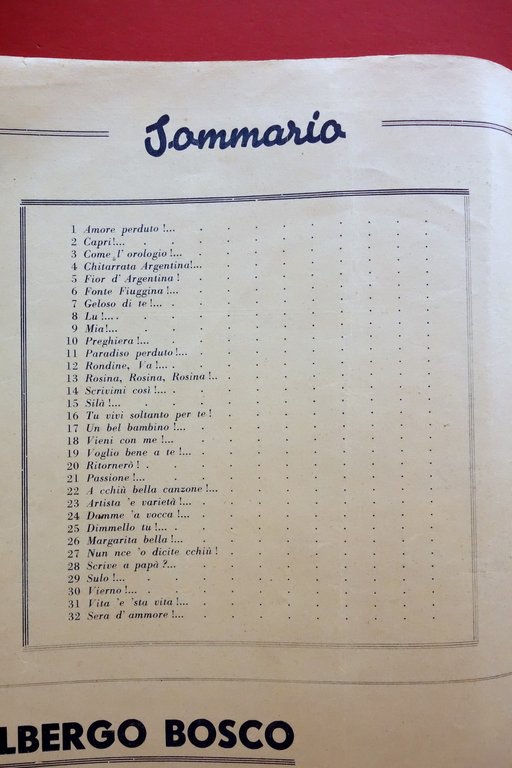 Sommario
1 Amore perduto !...
2 Capri!...
3 Come l' orologio !...
4 Chitarrata Argentina!...
5 Fior d' Argentina !
6 Fonte Fiuggina !...
7 Geloso di te !...
8 Lu !....
9 Mia!...
10 Preghiera !...
11 Paradiso perduto !...
12 Rondine, Va !...
13 Rosina, Rosina, Rosina !..
14 Scrivimi così !...
15 Silà !...
16 Tu vivi soltanto per te !
17 Un bel bambino !...
18 Vieni con me !...
19 Voglio bene a te !...
20 Ritornerò !
21 Passione !...
22 A cchiù bella canzone !...
23 Artista 'e varietà !...
24 Damme 'a vocca !...
25 Dimmello tu !...
26 Margarita bella !...
27 Nun nce 'o dicite cchiù !
28 Scrive a papà ?...
29 Sulo !...
30 Vierno !...
31 Vita 'e 'sta vita !...
32 Sera d' ammore !...
LBERGO BOSCO